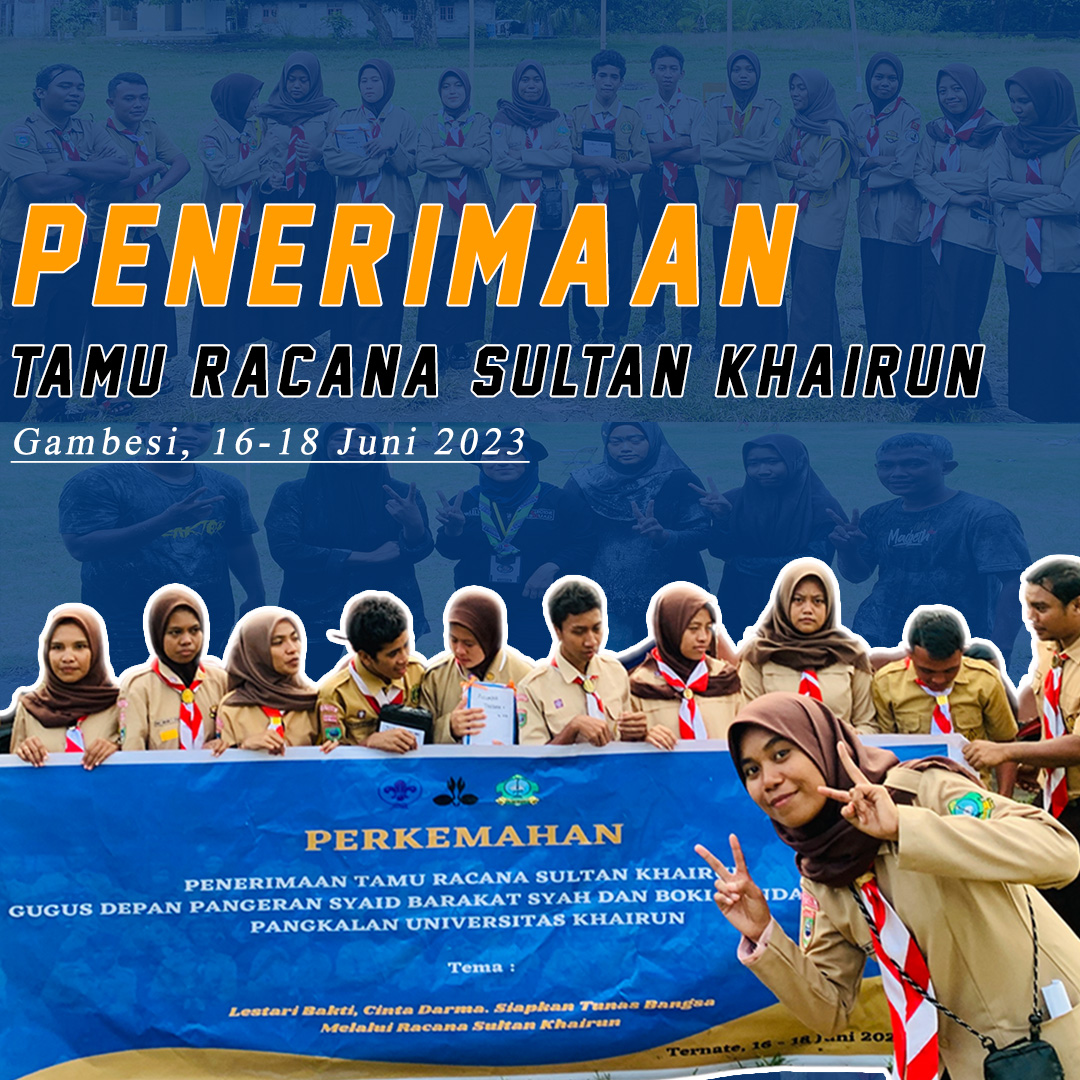 PENERIMAAN
TAMU RACANA SULTAN KHAIRUN
Gambesi, 16-18 Juni 2023
PERKEMAHAN
PENERIMAAN TAMU RACANA SULTAN KHAIR
GUGUS DEPAN PANGERAN SYAID BARAKAT SYAH DAN BOKI
PANGKALAN UNIVERSITAS KHAIRUN
Tema :
Lestari Bakti, Cinta Darma. Siapkan Tunas Bangsa
Melalui Racana Sultan Khairun
Ternate, 16 - 18 Juni 202